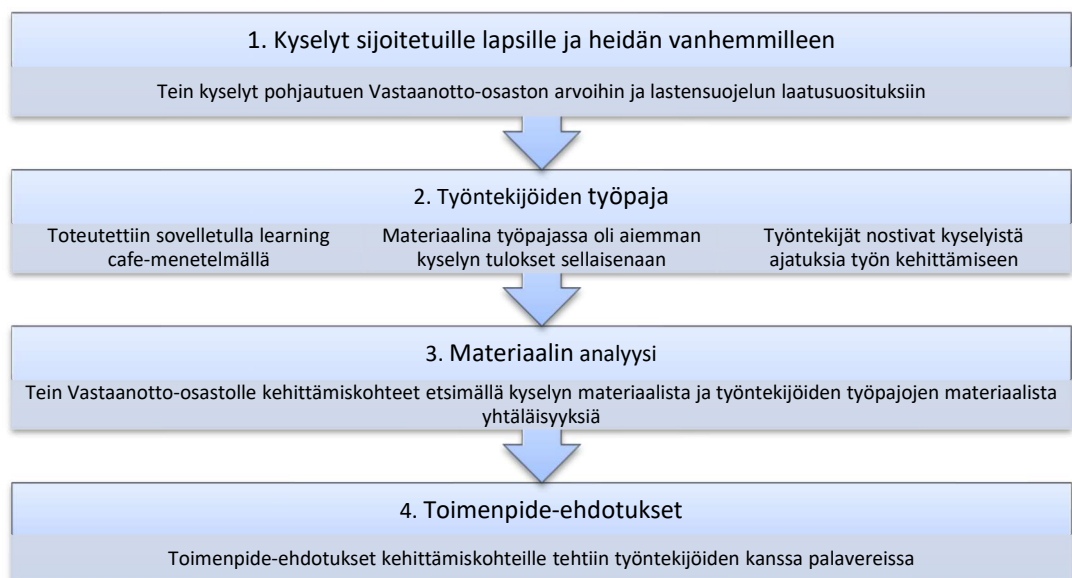 1. Kyselyt sijoitetuille lapsille ja heidän vanhemmilleen
Tein kyselyt pohjautuen Vastaanotto-osaston arvoihin ja lastensuojelun laatusuosituksiin
2. Työntekijöiden työpaja
Toteutettiin sovelletulla learning
cafe-menetelmällä
Materiaalina työpajassa oli aiemman
kyselyn tulokset sellaisenaan
Työntekijät nostivat kyselyistä
ajatuksia työn kehittämiseen
3. Materiaalin analyysi
Tein Vastaanotto-osastolle kehittämiskohteet etsimällä kyselyn materiaalista ja työntekijöiden työpajojen materiaalista
yhtäläisyyksiä
4. Toimenpide-ehdotukset
Toimenpide-ehdotukset kehittämiskohteille tehtiin työntekijöiden kanssa palavereissa